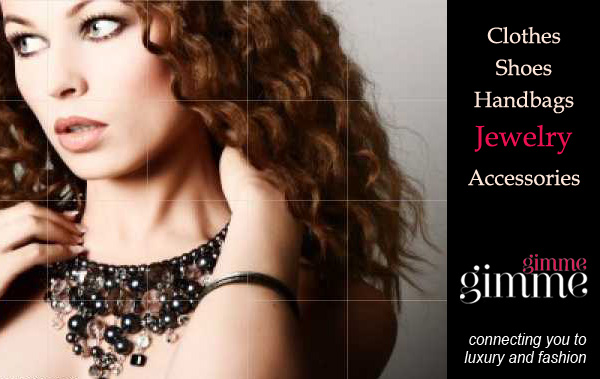 Clothes
Shoes
Handbags
Jewelry
Accessories
gimme
gimme
connecting you to
luxury and fashion